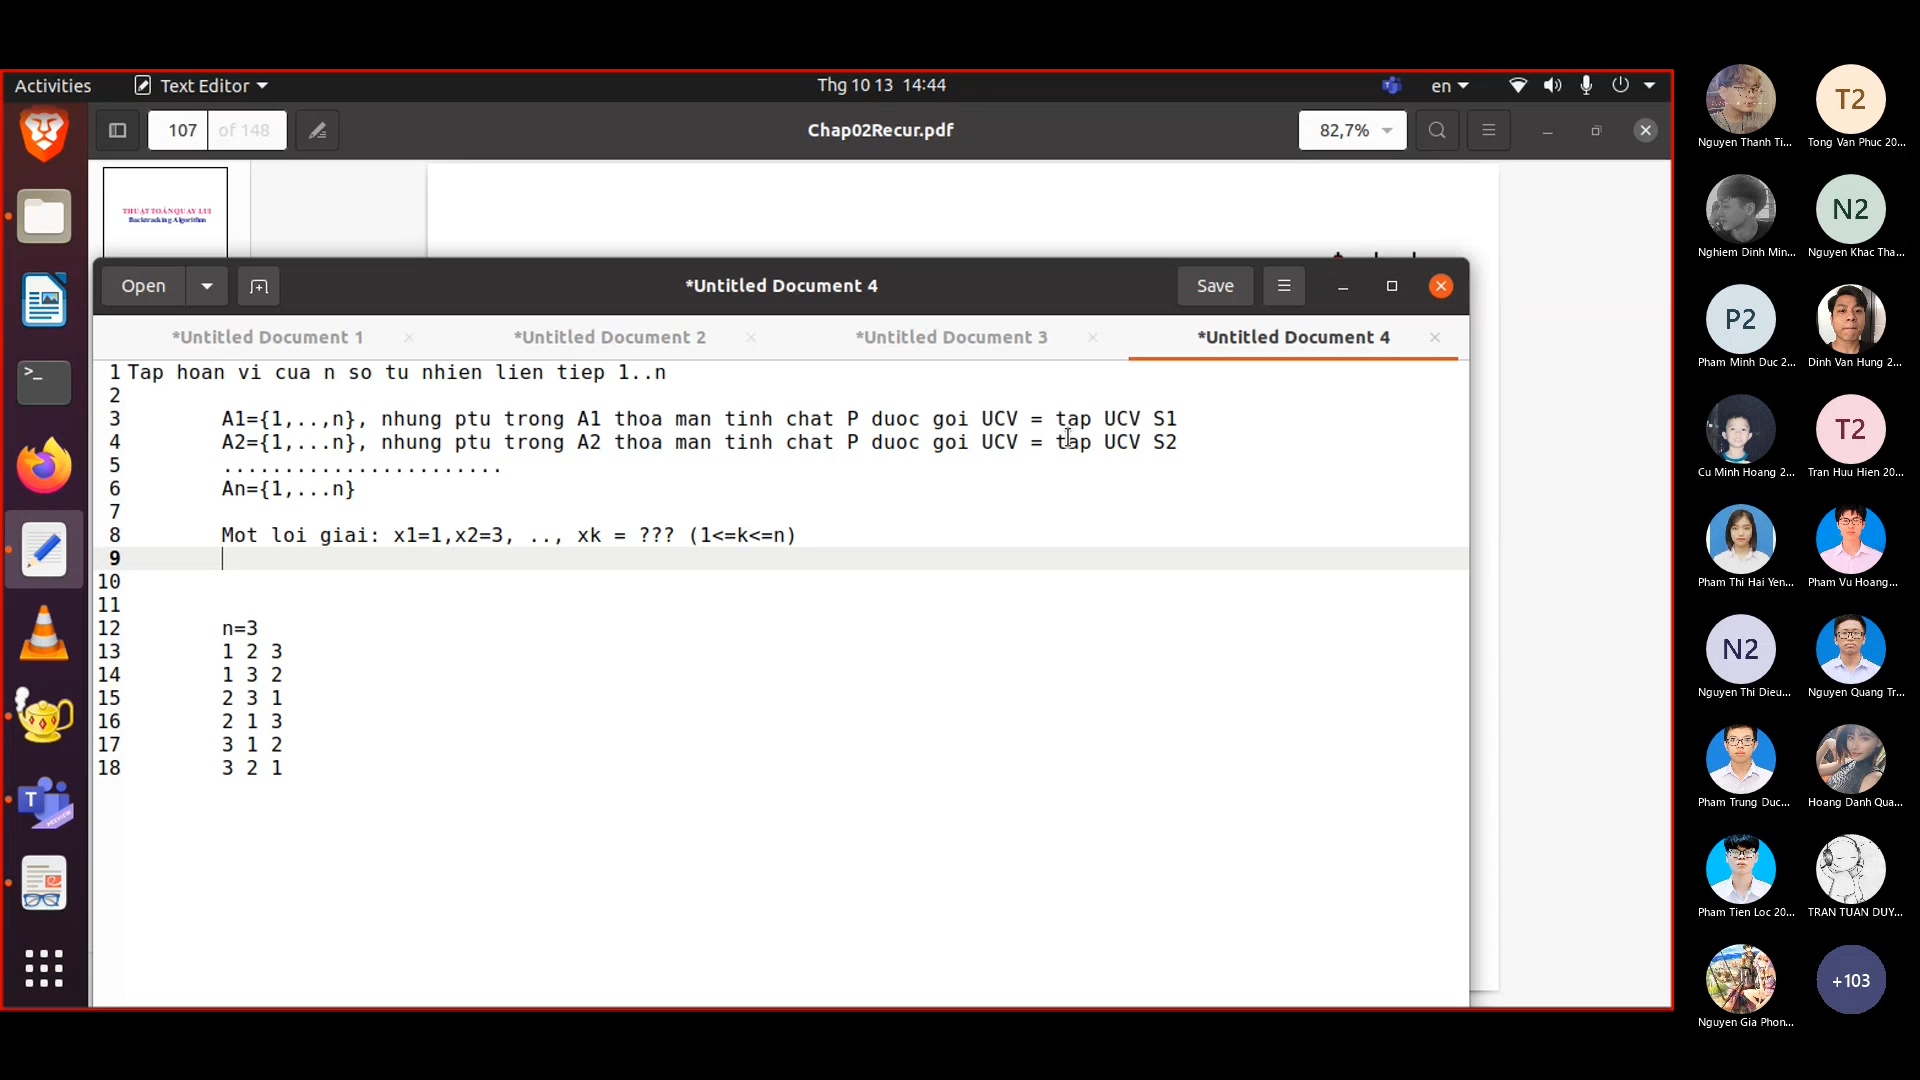 Activities
Text Editor
Thg 10 13 14:44
en
107
of 148
Chap02Recur.pdf
82,7%
THUẬT TOÁN QUAY LUI
Backtracking Algorithm
Open
*Untitled Document 4
Save
*Untitled Document 1
*Untitled Document 2
*Untitled Document 3
*Untitled Document 4
1 Tap hoan vi cua n so tu nhien lien tiep 1..n
2
3 A1={1,..,n}, nhung ptu trong A1 thoa man tinh chat P duoc goi UCV = tap UCV S1
4 A2={1,...n}, nhung ptu trong A2 thoa man tinh chat P duoc goi UCV = tap UCV S2
5 .......................
6 An={1,...n}
7
8 Mot loi giai: x1=1,x2=3, .., xk = ??? (1<=k<=n)
9
10
11
12 n=3
13 1 2 3
14 1 3 2
15 2 3 1
16 2 1 3
17 3 1 2
18 3 2 1
T
PREVIEW
Nguyen Thanh Ti...
T2
Tong Van Phuc 20...
Nghiem Dinh Min...
N2
Nguyen Khac Tha...
P2
Pham Minh Duc 2...
Dinh Van Hung 2...
Cu Minh Hoang 2...
T2
Tran Huu Hien 20...
Pham Thi Hai Yen...
Pham Vu Hoang...
N2
Nguyen Thi Dieu...
Nguyen Quang Tr...
Pham Trung Duc...
Hoang Danh Qua...
Pham Tien Loc 20...
TRAN TUAN DUY...
Nguyen Gia Phon...
+103